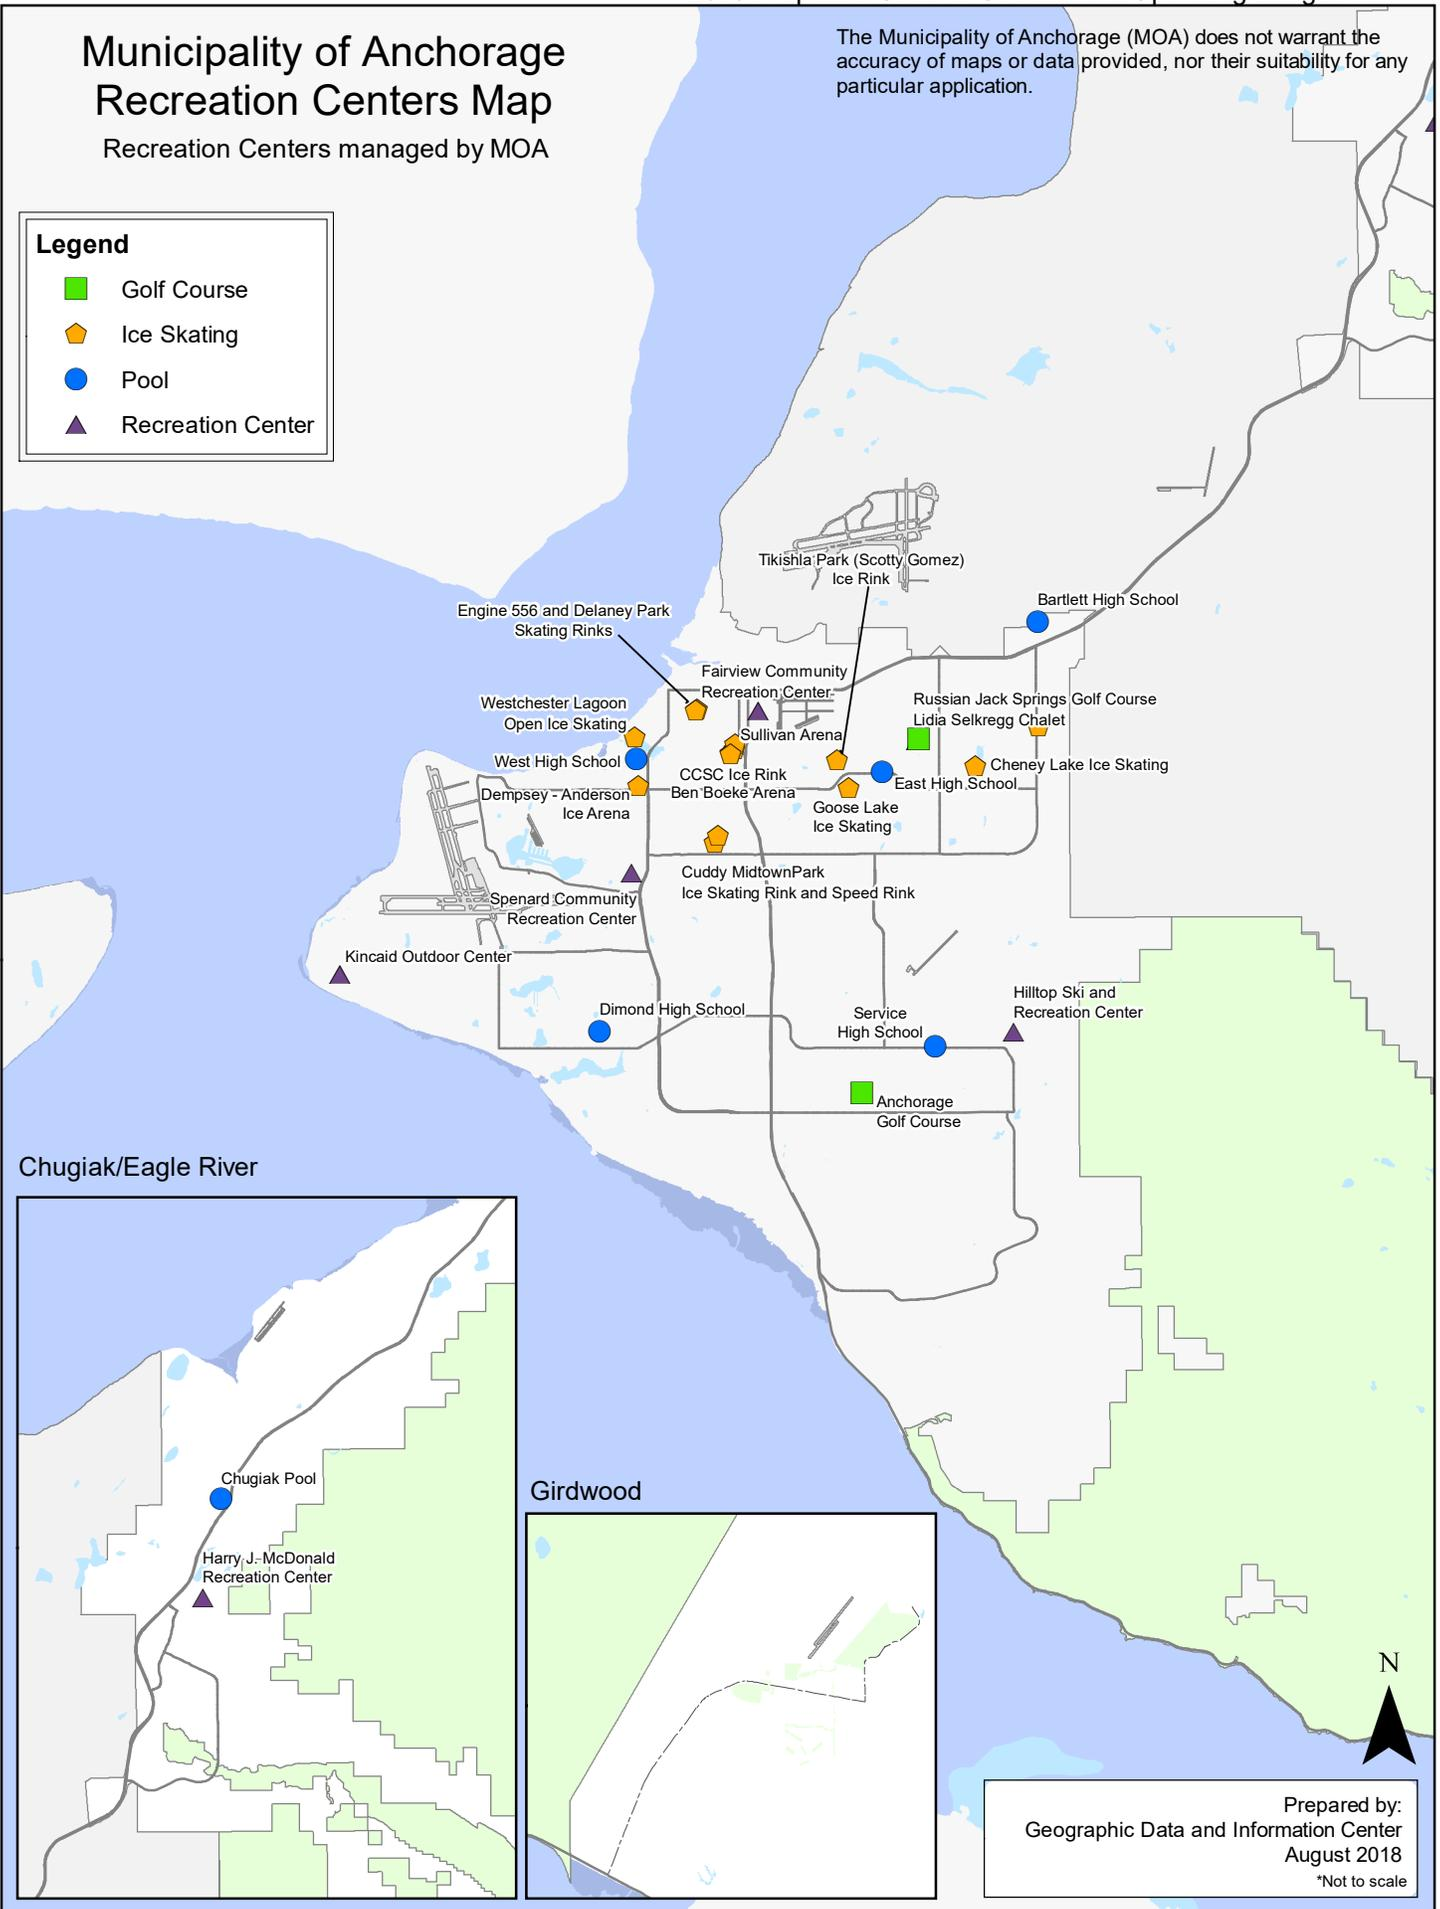 Municipality of Anchorage
Recreation Centers Map
Recreation Centers managed by MOA
The Municipality of Anchorage (MOA) does not warrant the
accuracy of maps or data provided, nor their suitability for any
particular application.
Legend
Golf Course
Ice Skating
Pool
Recreation Center
Tikishla Park (Scotty Gomez)
Ice Rink
Bartlett High School
Engine 556 and Delaney Park
Skating Rinks
Fairview Community
Recreation Center
Westchester Lagoon
Open Ice Skating
Russian Jack Springs Golf Course
Lidia Selkregg Chalet
Sullivan Arena
West High School
CCSC Ice Rink
Ben Boeke Arena
Cheney Lake Ice Skating
East High School
Dempsey - Anderson
Ice Arena
Goose Lake
Ice Skating
Cuddy MidtownPark
Ice Skating Rink and Speed Rink
Spenard Community
Recreation Center
Kincaid Outdoor Center
Dimond High School
Service
High School
Hilltop Ski and
Recreation Center
Anchorage
Golf Course
Chugiak/Eagle River
Chugiak Pool
Harry J. McDonald
Recreation Center
Girdwood
N
Prepared by:
Geographic Data and Information Center
August 2018
*Not to scale